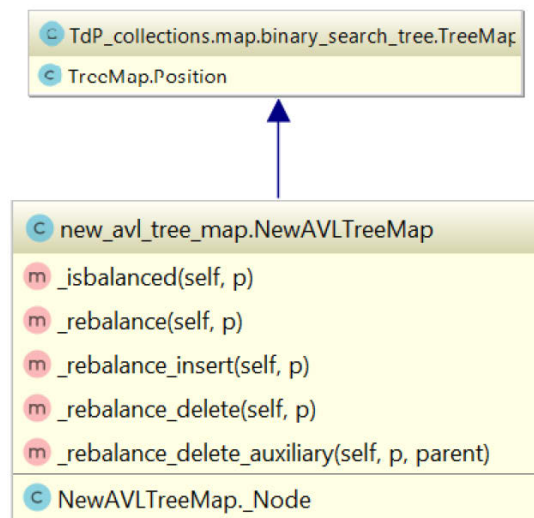 C TdP_collections.map.binary_search_tree.TreeMap
C TreeMap.Position
C new_avl_tree_map.NewAVLTreeMap
m _isbalanced(self, p)
m _rebalance(self, p)
m _rebalance_insert(self, p)
m _rebalance_delete(self, p)
m _rebalance_delete_auxiliary(self, p, parent)
C NewAVLTreeMap._Node